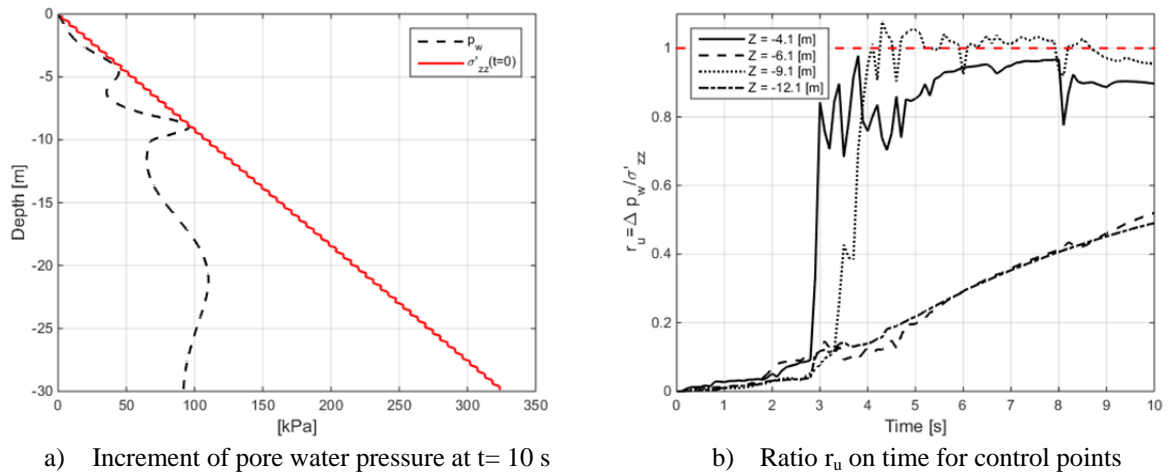 0
-5
-10
-15
-20
-25
-30
Depth [m]
0 50 100 150 200 250 300 350
[kPa]
p_w
σ'_zz(t=0)
a) Increment of pore water pressure at t= 10 s
1
0.8
0.6
0.4
0.2
0
r_u = Δ p_w/σ'_zz
Z = -4.1 [m]
Z = -6.1 [m]
Z = -9.1 [m]
Z = -12.1 [m]
0 1 2 3 4 5 6 7 8 9 10
Time [s]
b) Ratio r_u on time for control points